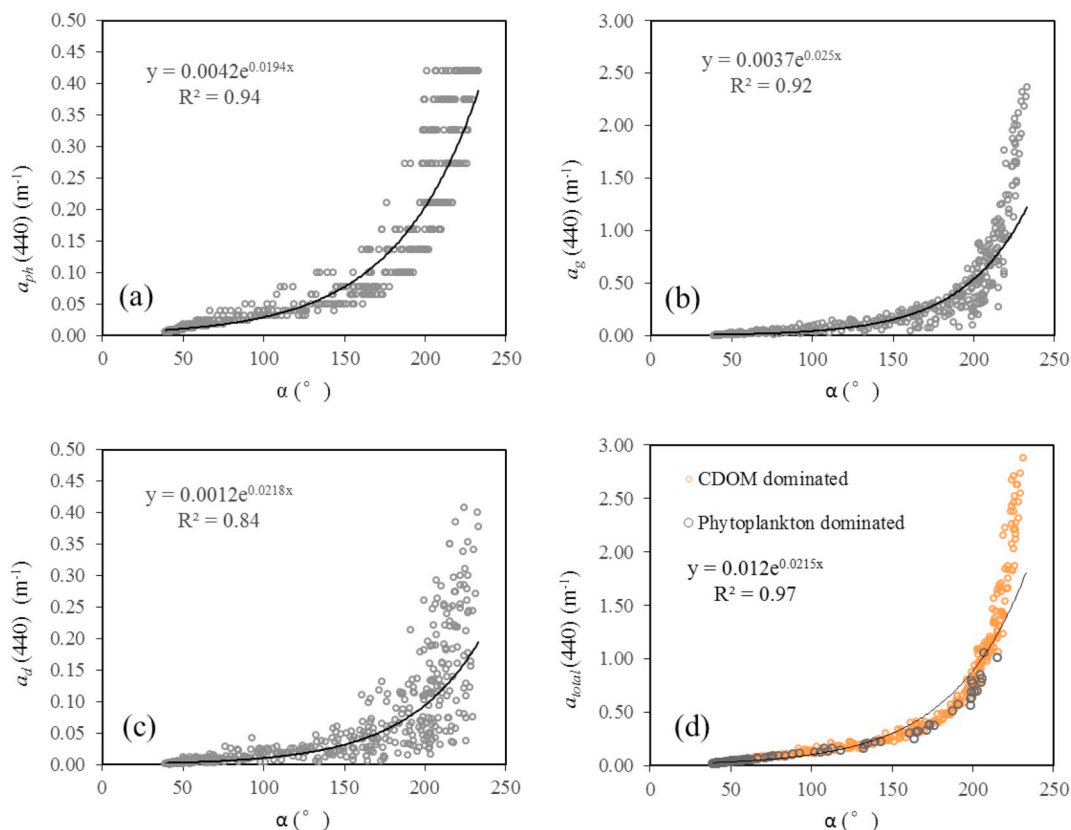 0.50
0.45
0.40
0.35
0.30
0.25
0.20
0.15
0.10
0.05
0.00
a_ph (440) (m⁻¹)
y = 0.0042e^0.0194x
R² = 0.94
(a)
0 50 100 150 200 250
α (°)
3.00
2.50
2.00
1.50
1.00
0.50
0.00
a_g (440) (m⁻¹)
y = 0.0037e^0.025x
R² = 0.92
(b)
0 50 100 150 200 250
α (°)
0.50
0.45
0.40
0.35
0.30
0.25
0.20
0.15
0.10
0.05
0.00
a_d (440) (m⁻¹)
y = 0.0012e^0.0218x
R² = 0.84
(c)
0 50 100 150 200 250
α (°)
3.00
2.50
2.00
1.50
1.00
0.50
0.00
a_total (440) (m⁻¹)
CDOM dominated
Phytoplankton dominated
y = 0.012e^0.0215x
R² = 0.97
(d)
0 50 100 150 200 250
α (°)